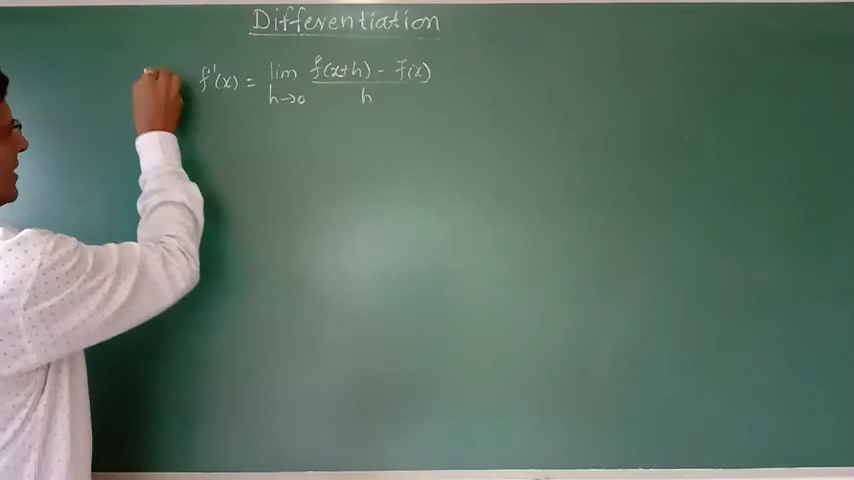 Differentiation
f'(x) = lim h→0 f(x+h) - f(x) / h